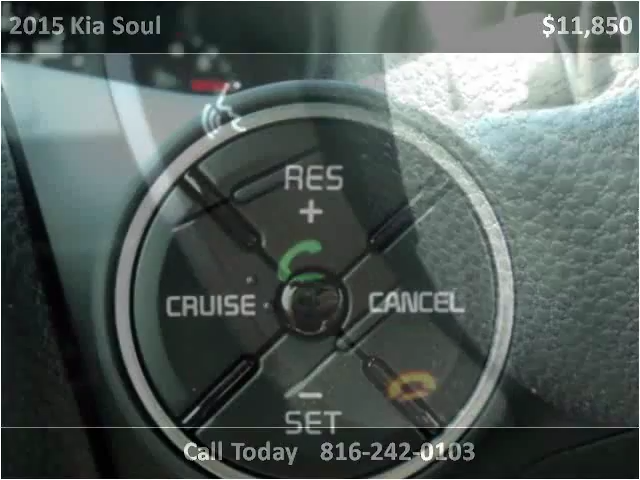 2015 Kia Soul $11,850
RES
+
CRUISE CANCEL
–
SET
Call Today 816-242-0103